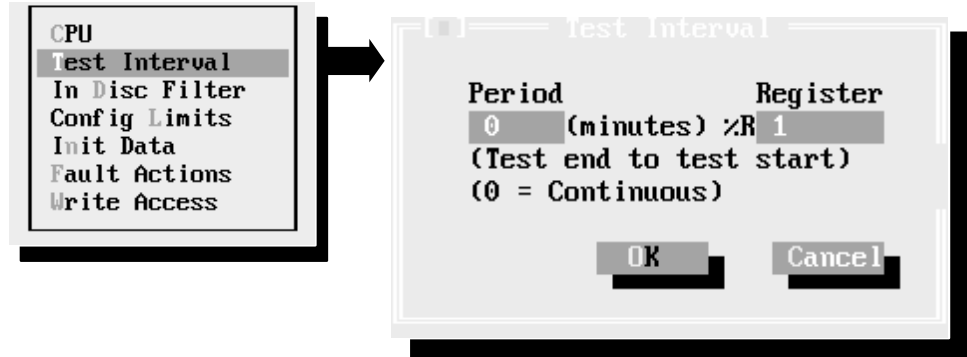 CPU
Test Interval
In Disc Filter
Config Limits
Init Data
Fault Actions
Write Access
Test Interval
Period Register
0 (minutes) %R 1
(Test end to test start)
(0 = Continuous)
OK Cancel